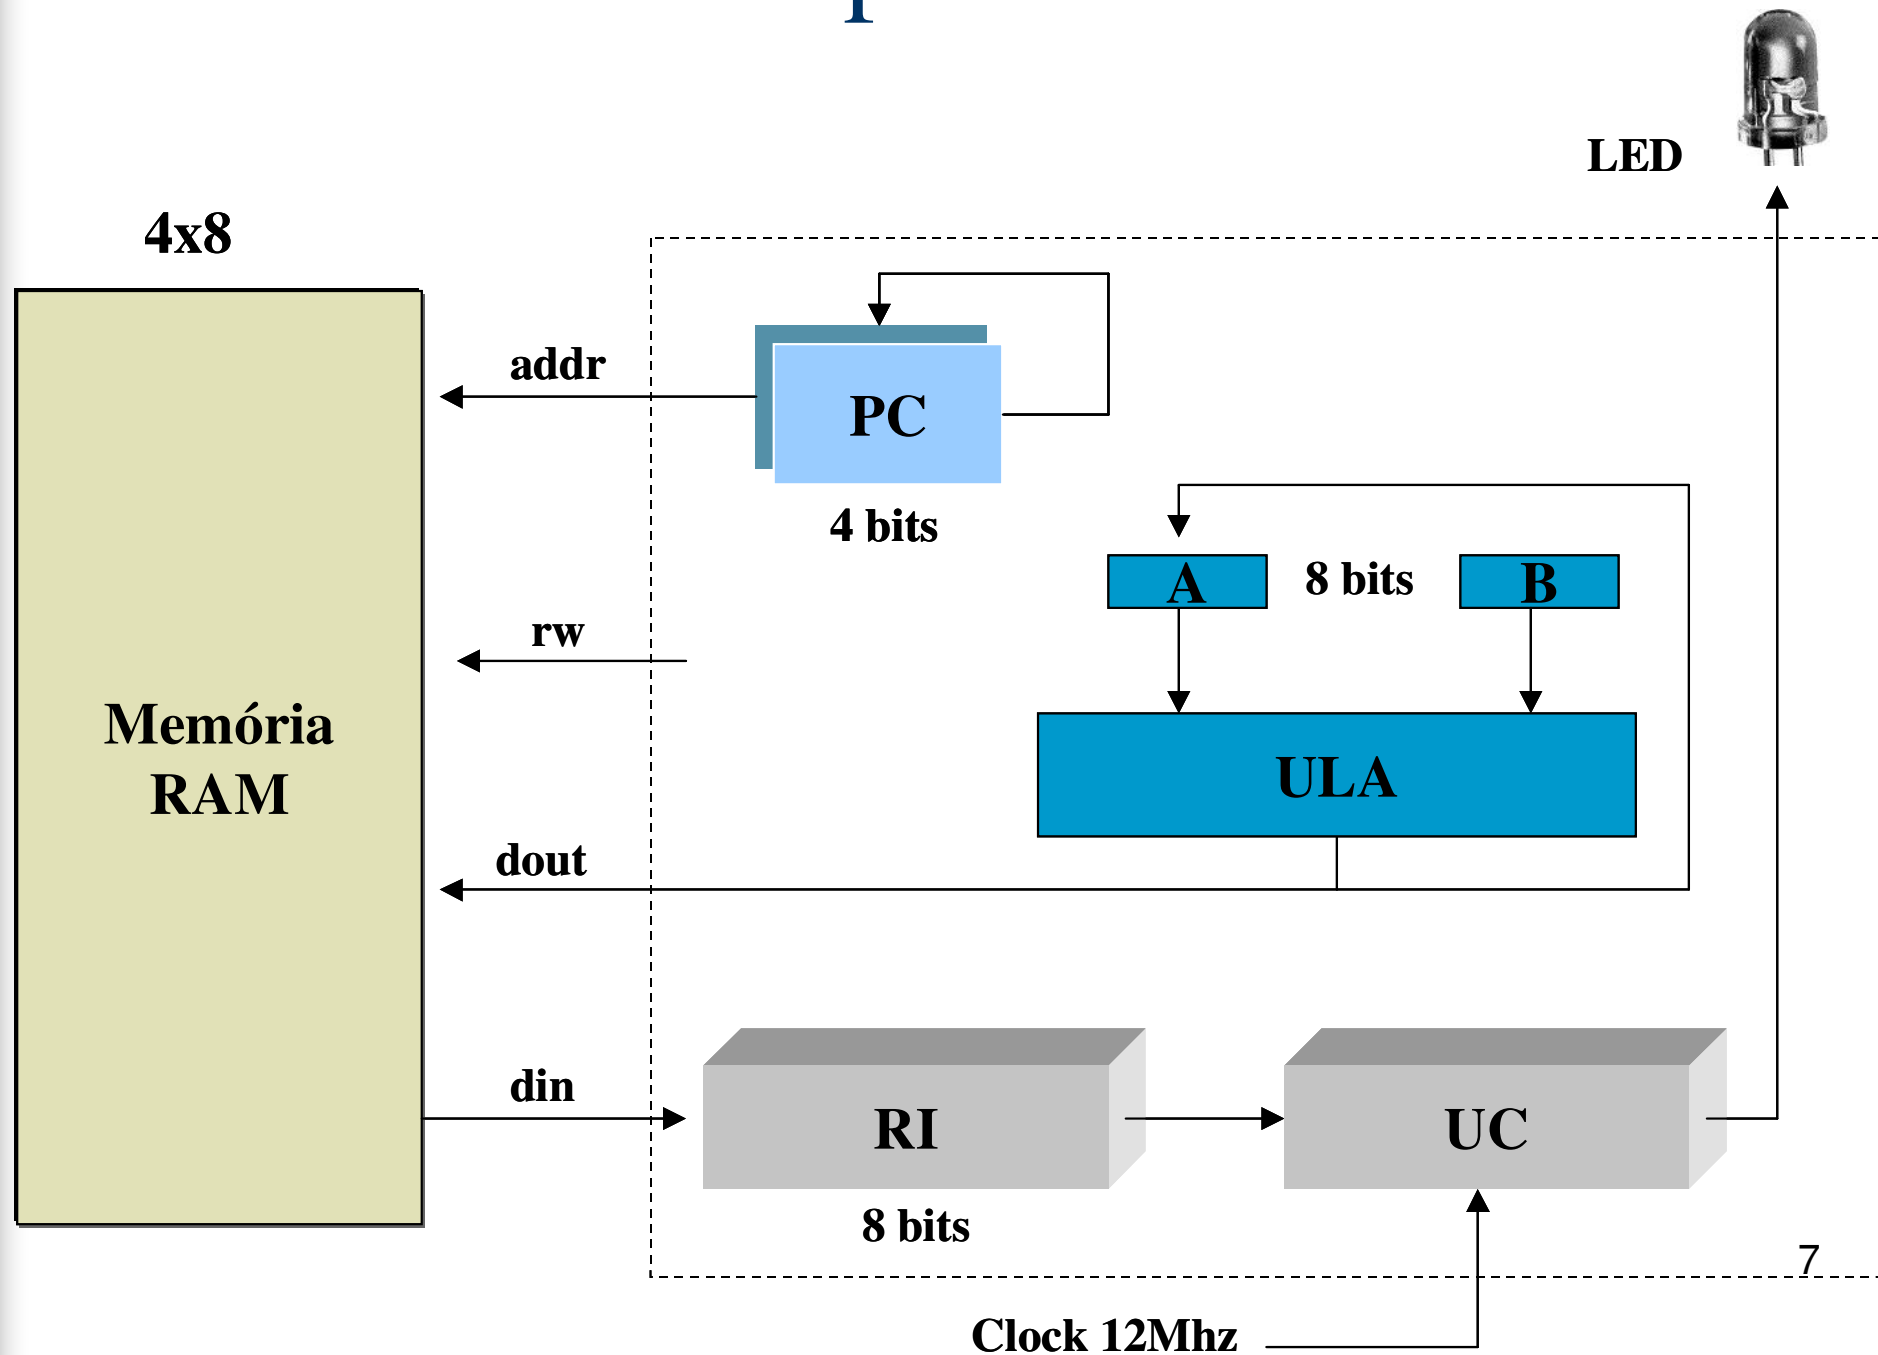 LED
4x8
addr
PC
4 bits
A
8 bits
B
rw
Memória
RAM
ULA
dout
din
RI
UC
8 bits
7
Clock 12Mhz